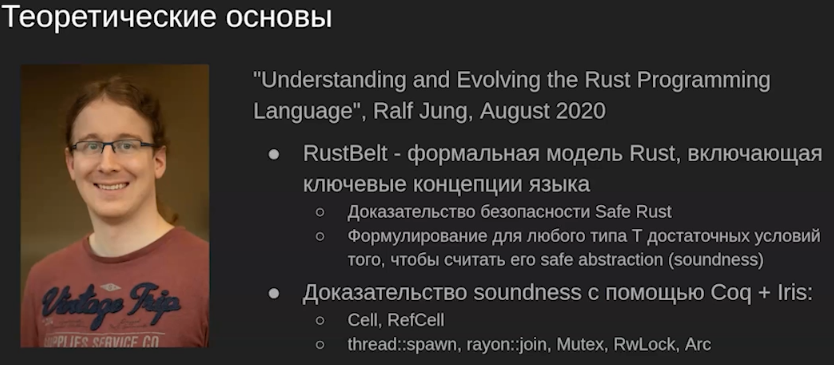 Теоретические основы
"Understanding and Evolving the Rust Programming
Language", Ralf Jung, August 2020
● RustBelt - формальная модель Rust, включающая
ключевые концепции языка
○ Доказательство безопасности Safe Rust
○ Формулирование для любого типа T достаточных условий
того, чтобы считать его safe abstraction (soundness)
● Доказательство soundness с помощью Coq + Iris:
○ Cell, RefCell
○ thread::spawn, rayon::join, Mutex, RwLock, Arc
Vintage Trip
SUPPLIES SERVICE CO